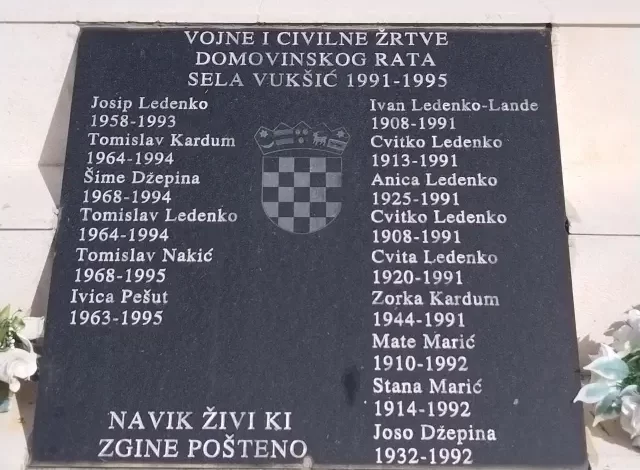 VOJNE I CIVILNE ŽRTVE
DOMOVINSKOG RATA
SELA VUKŠIĆ 1991-1995
Josip Ledenko
1958-1993
Tomislav Kardum
1964-1994
Šime Džepina
1968-1994
Tomislav Ledenko
1964-1994
Tomislav Nakić
1968-1995
Ivica Pešut
1963-1995
Ivan Ledenko-Lande
1908-1991
Cvitko Ledenko
1913-1991
Anica Ledenko
1925-1991
Cvitko Ledenko
1908-1991
Cvita Ledenko
1920-1991
Zorka Kardum
1944-1991
Mate Marić
1910-1992
Stana Marić
1914-1992
Joso Džepina
1932-1992
NAVIK ŽIVI KI
ZGINE POŠTENO